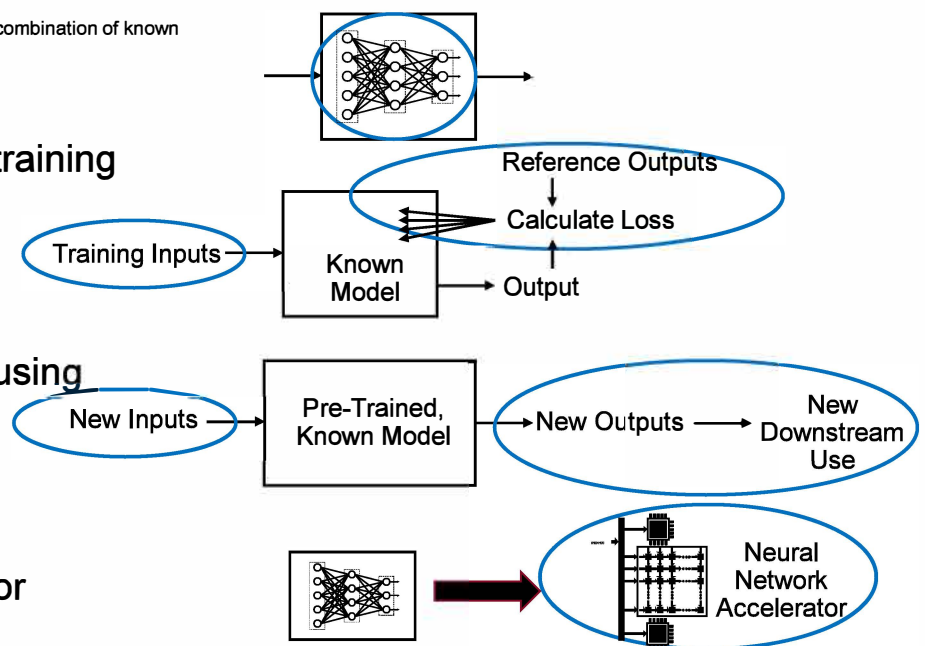 combination of known
training
Reference Outputs
Calculate Loss
Training Inputs
Known
Model
Output
using
New Inputs
Pre-Trained,
Known Model
New Outputs
New
Downstream
Use
or
Neural
Network
Accelerator